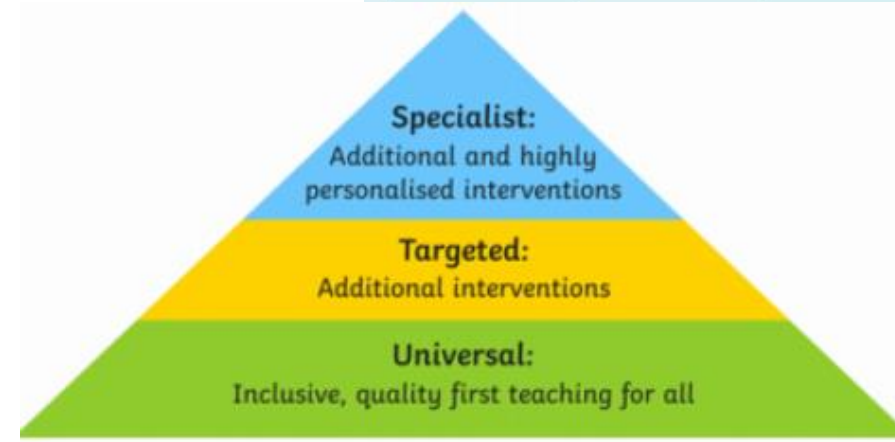 Specialist:
Additional and highly
personalised interventions
Targeted:
Additional interventions
Universal:
Inclusive, quality first teaching for all